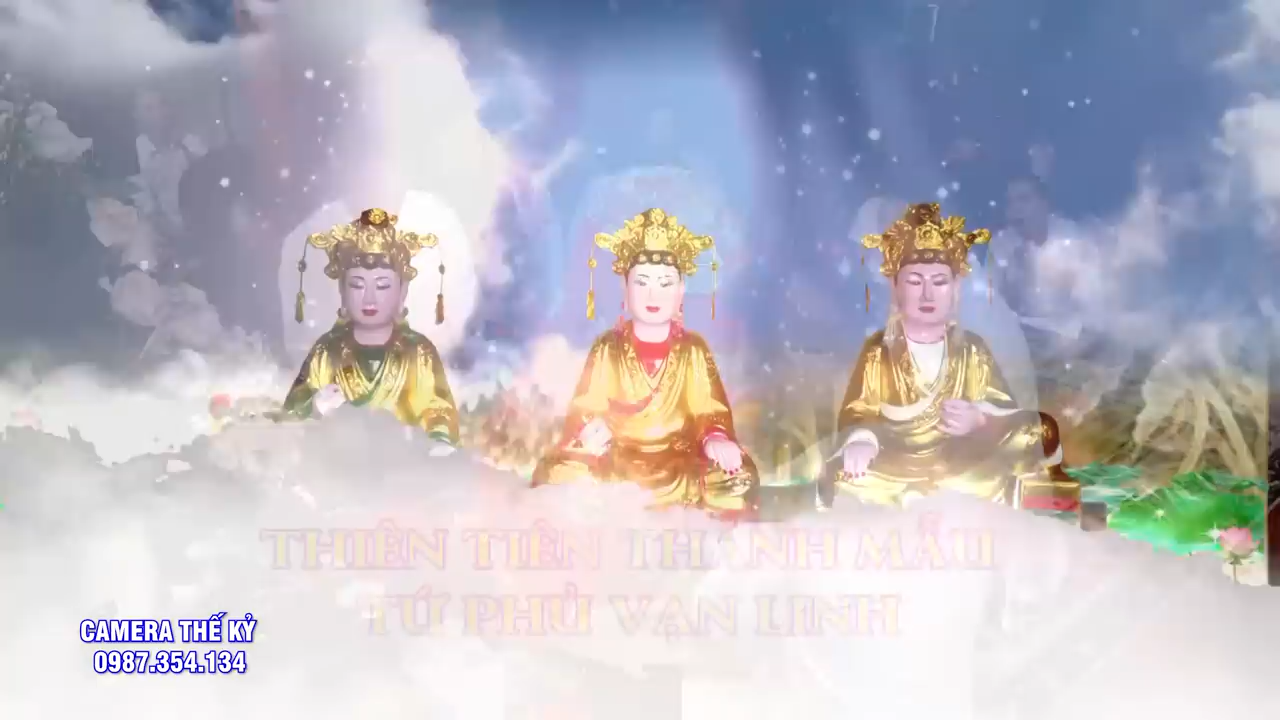 THIÊN TIÊN THÁNH MẪU
TỨ PHỦ VẠN LINH
CAMERA THẾ KỶ
0987.354.134